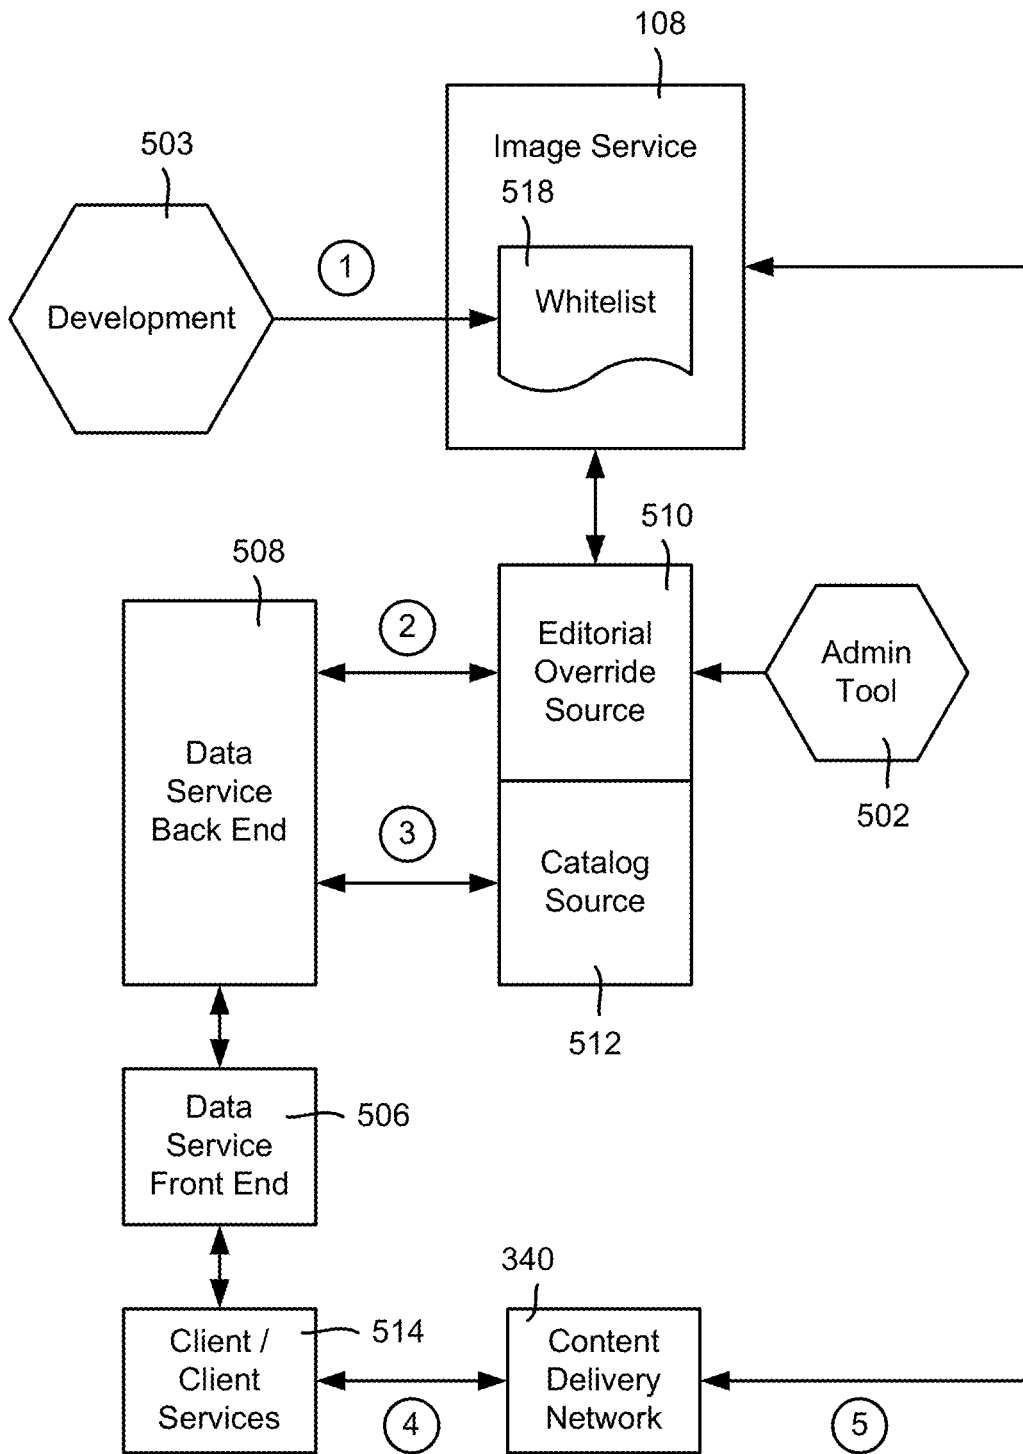 108
503
Image Service
518
1
Whitelist
Development
510
508
2
Editorial
Override
Source
Admin
Tool
Data
Service
Back End
502
3
Catalog
Source
512
Data
Service
Front End
506
340
Client /
Client
Services
514
Content
Delivery
Network
4
5